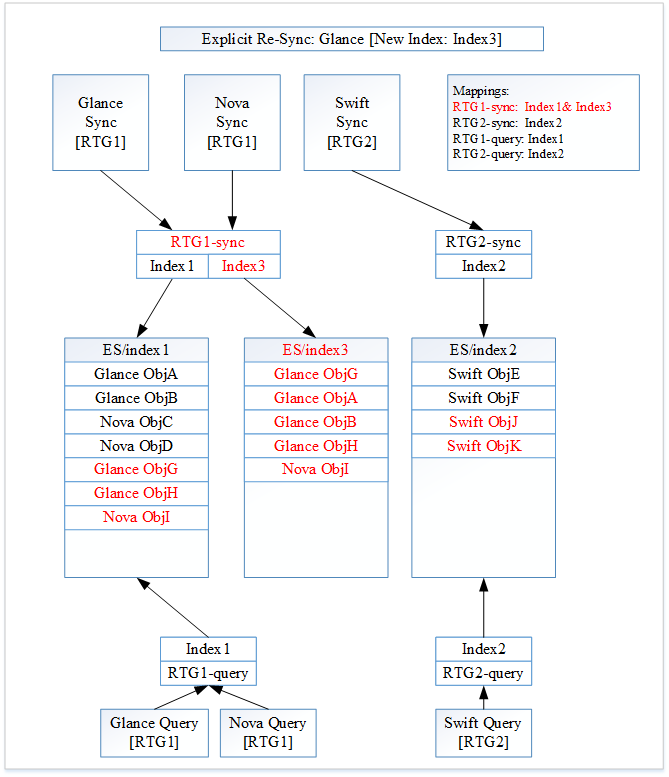 Explicit Re-Sync: Glance [New Index: Index3]
Glance
Sync
[RTG1]
Nova
Sync
[RTG1]
Swift
Sync
[RTG2]
Mappings:
RTG1-sync: Index1& Index3
RTG2-sync: Index2
RTG1-query: Index1
RTG2-query: Index2
RTG1-sync
Index1
Index3
RTG2-sync
Index2
ES/index1
Glance ObjA
Glance ObjB
Nova ObjC
Nova ObjD
Glance ObjG
Glance ObjH
Nova ObjI
ES/index3
Glance ObjG
Glance ObjA
Glance ObjB
Glance ObjH
Nova ObjI
ES/index2
Swift ObjE
Swift ObjF
Swift ObjJ
Swift ObjK
Index1
RTG1-query
Index2
RTG2-query
Glance Query
[RTG1]
Nova Query
[RTG1]
Swift Query
[RTG2]